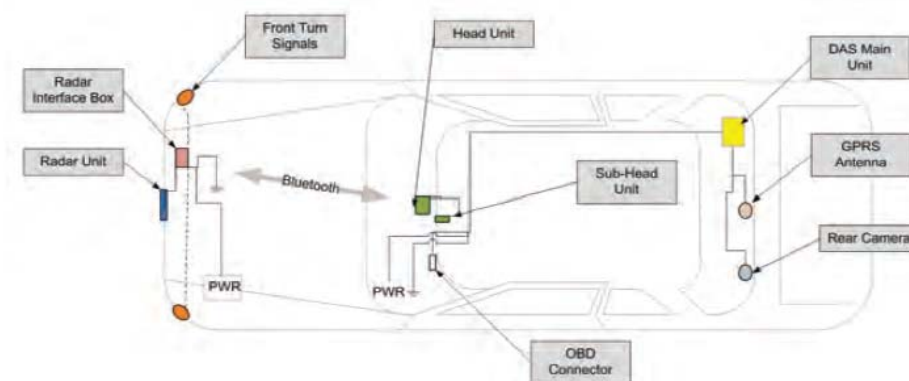 Front Turn
Signals
Head Unit
DAS Main
Unit
Radar
Interface Box
GPRS
Antenna
Radar Unit
Bluetooth
Sub-Head
Unit
Rear Camera
PWR
PWR
OBD
Connector